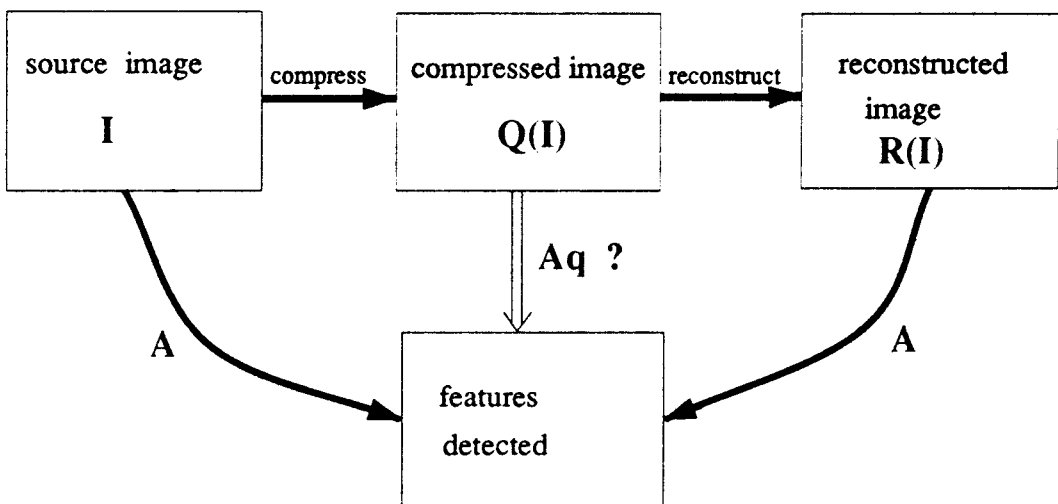 source image
I
compress
compressed image
Q(I)
reconstruct
reconstructed
image
R(I)
A
Aq ?
A
features
detected